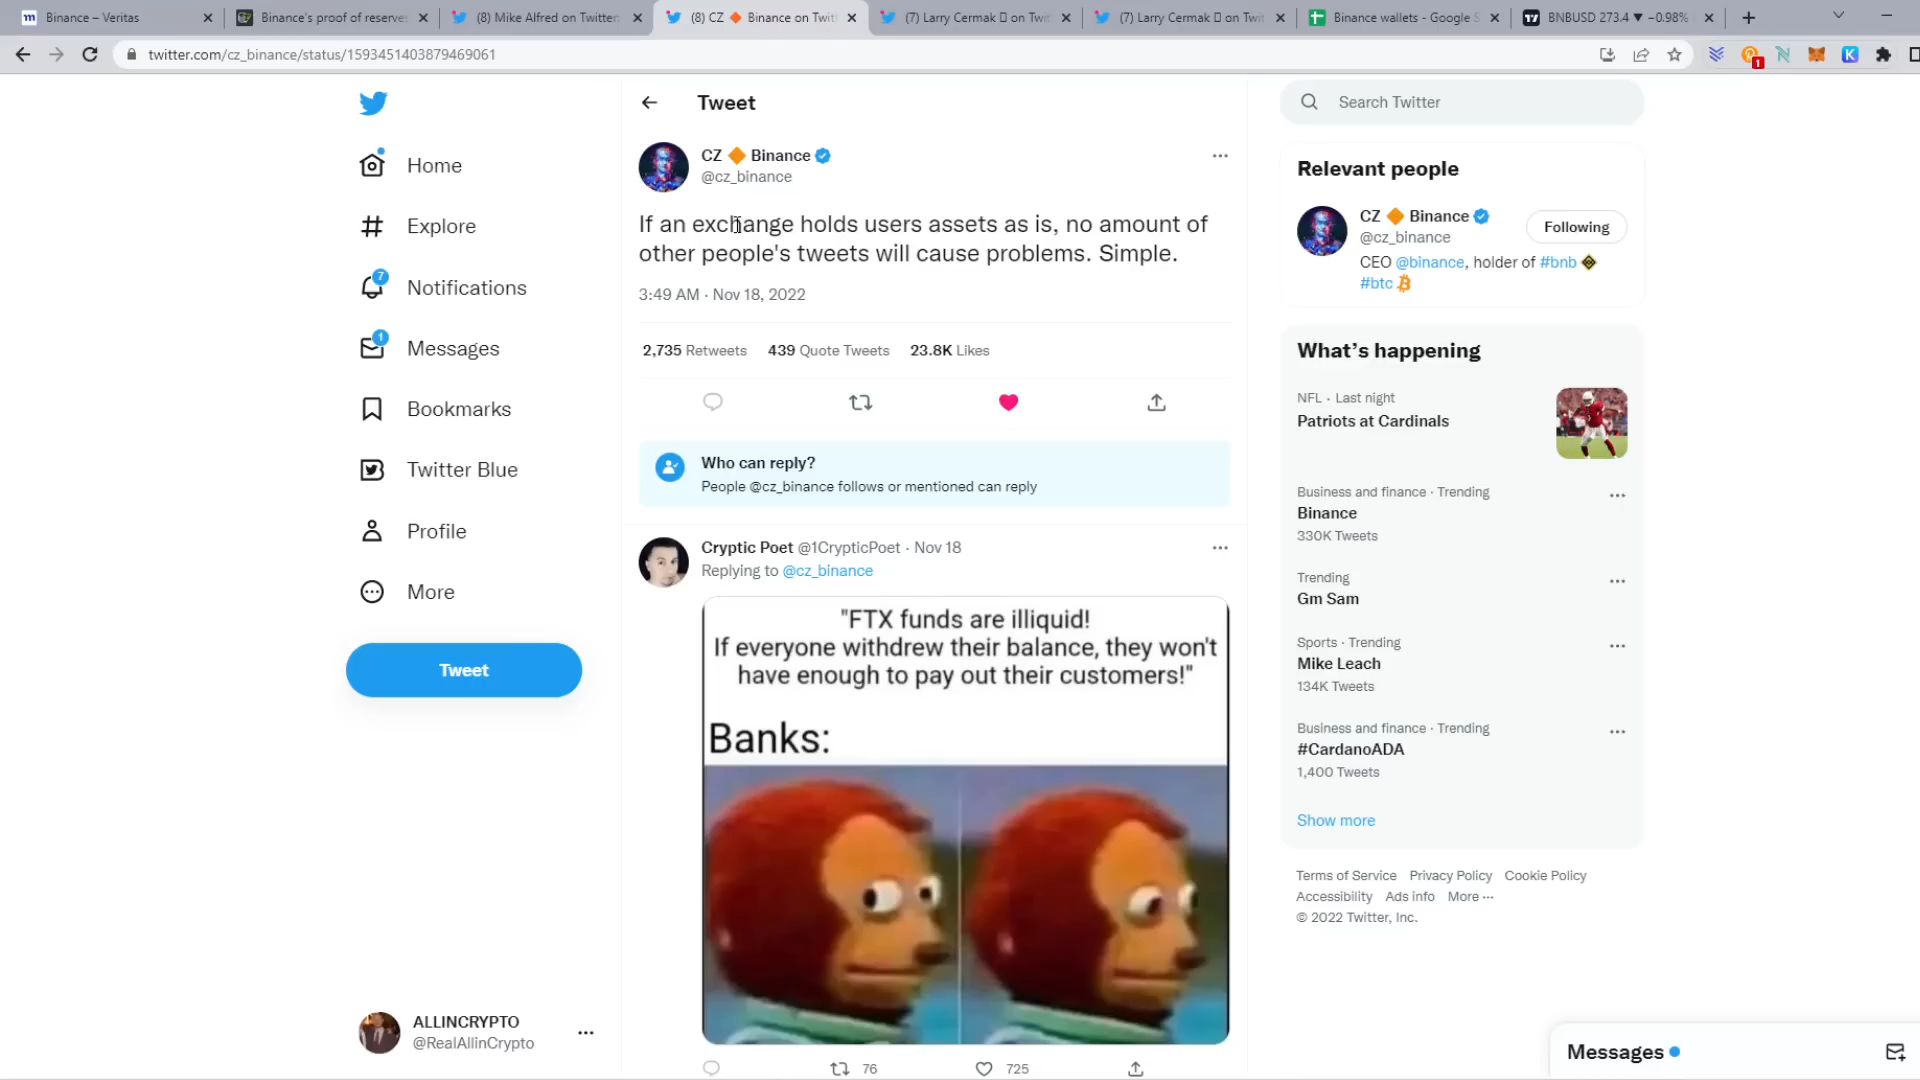 Binance – Veritas
Binance's proof of reserves
(8) Mike Alfred on Twitter:
(8) CZ 🔶 Binance on Twit
(7) Larry Cermak on Twit
(7) Larry Cermak on Twit
Binance wallets - Google S
BNBUSD 273.4 ▼ −0.98%
twitter.com/cz_binance/status/1593451403879469061
1
Home
Explore
7
Notifications
1
Messages
Bookmarks
Twitter Blue
Profile
More
Tweet
ALLINCRYPTO
@RealAllinCrypto
Tweet
CZ 🔶 Binance
@cz_binance
If an exchange holds users assets as is, no amount of
other people's tweets will cause problems. Simple.
3:49 AM · Nov 18, 2022
2,735 Retweets 439 Quote Tweets 23.8K Likes
Who can reply?
People @cz_binance follows or mentioned can reply
Cryptic Poet @1CrypticPoet · Nov 18
Replying to @cz_binance
"FTX funds are illiquid!
If everyone withdrew their balance, they won't
have enough to pay out their customers!"
Banks:
76 725
Search Twitter
Relevant people
CZ 🔶 Binance
@cz_binance
Following
CEO @binance, holder of #bnb
#btc
What's happening
NFL · Last night
Patriots at Cardinals
Business and finance · Trending
Binance
330K Tweets
Trending
Gm Sam
Sports · Trending
Mike Leach
134K Tweets
Business and finance · Trending
#CardanoADA
1,400 Tweets
Show more
Terms of Service Privacy Policy Cookie Policy
Accessibility Ads info More ···
© 2022 Twitter, Inc.
Messages